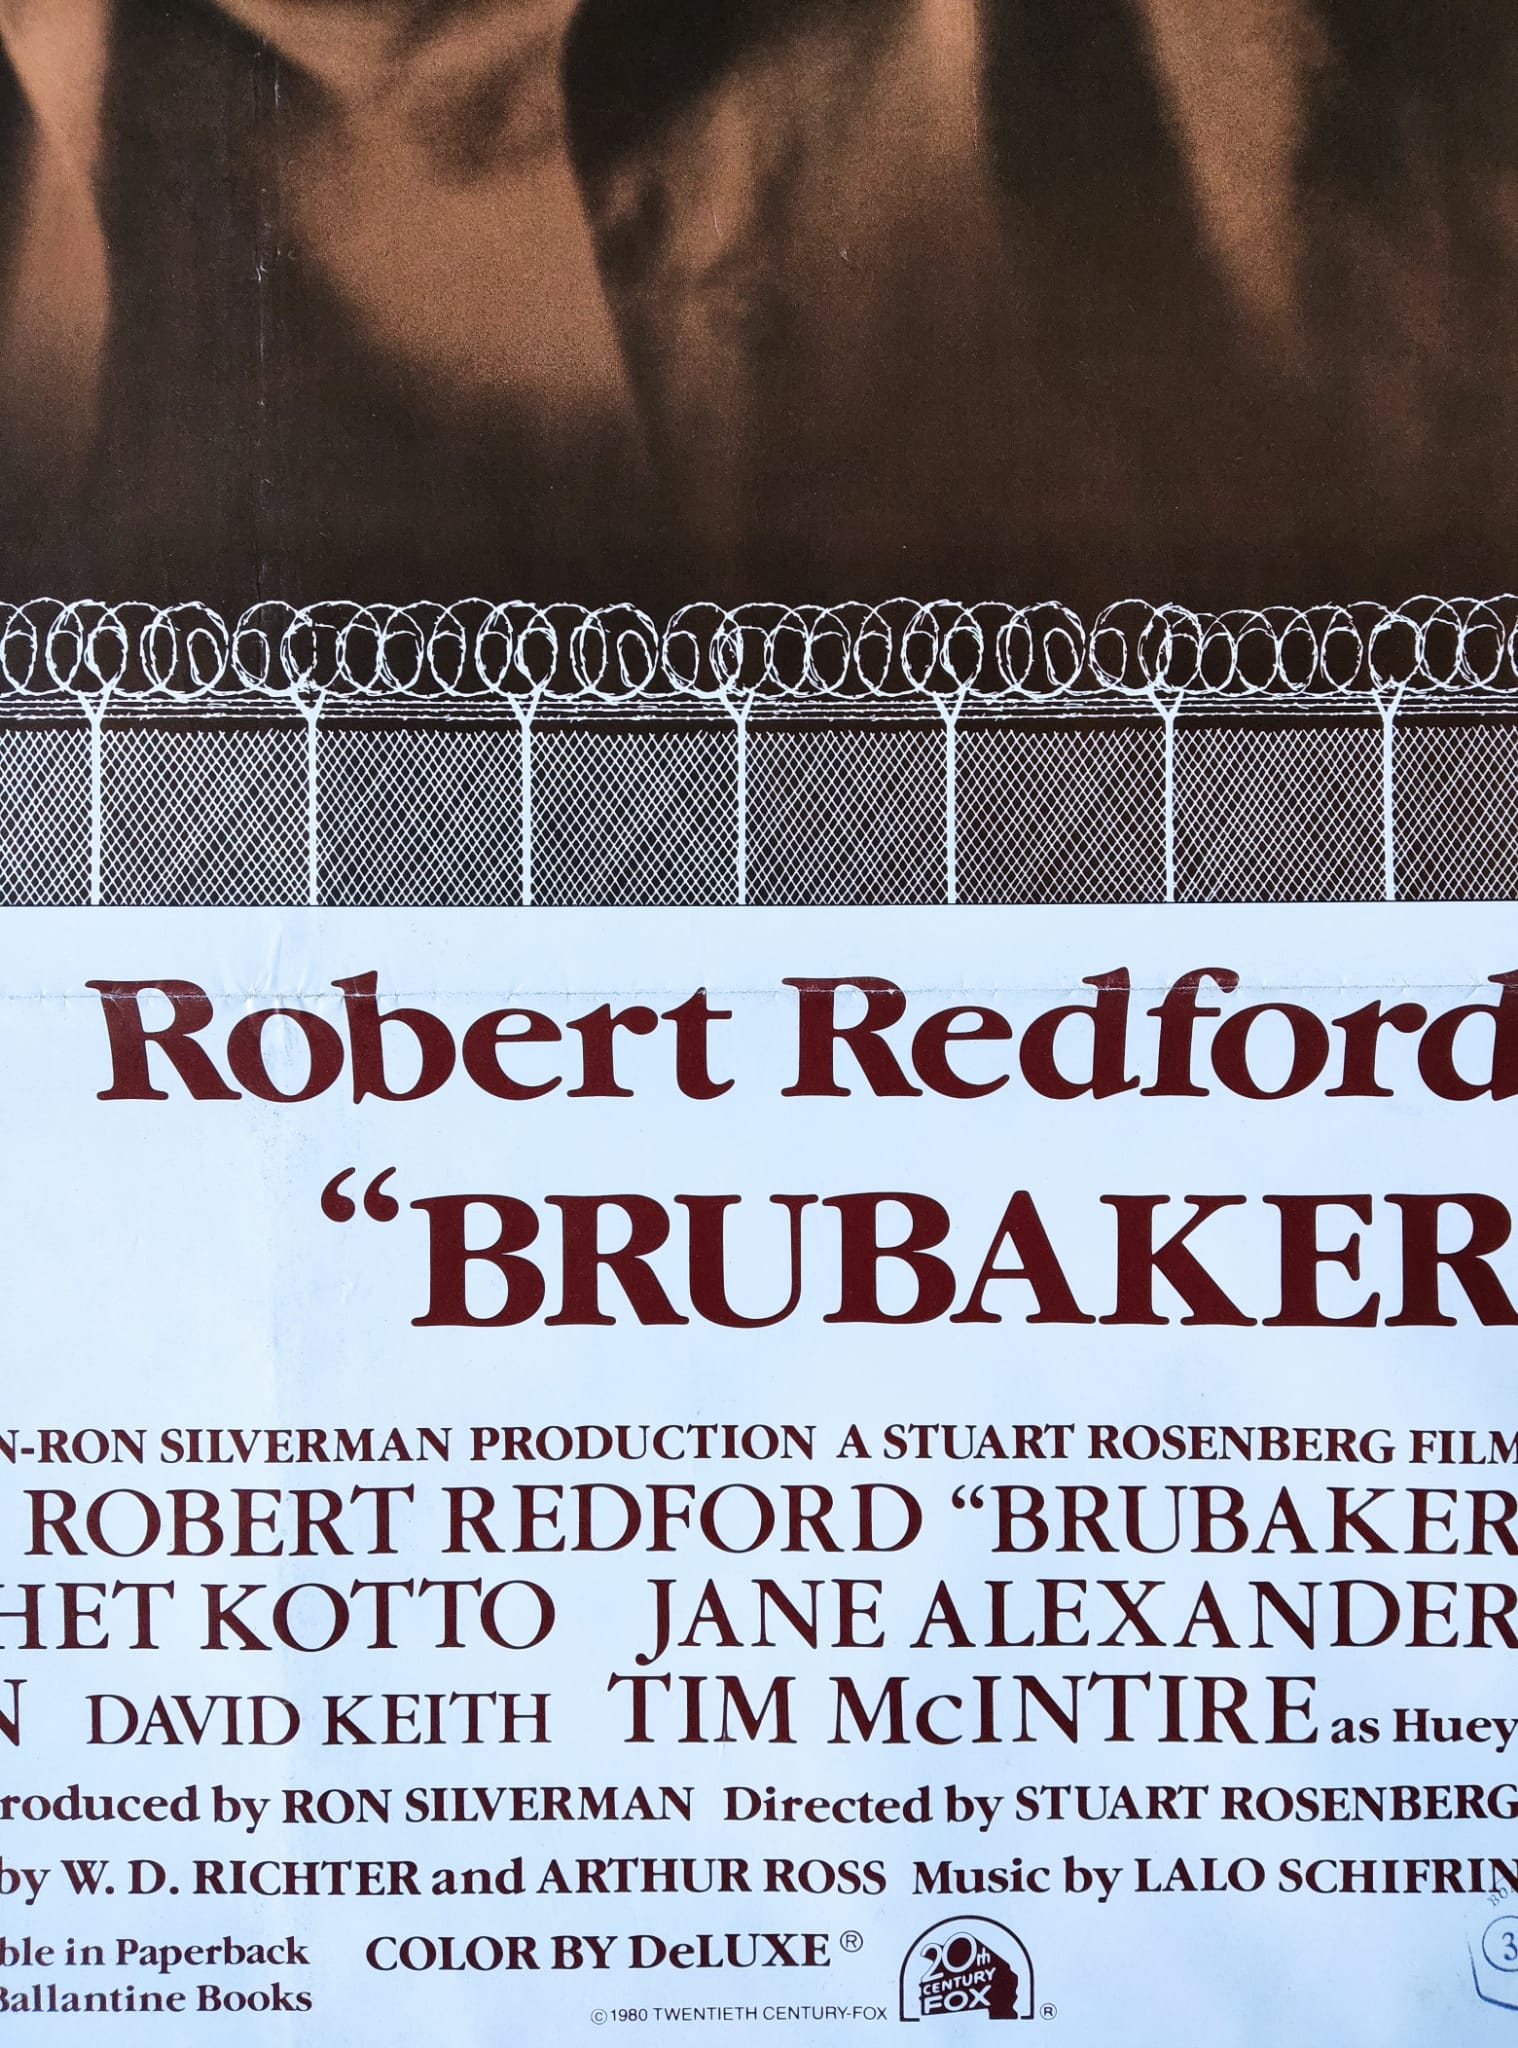 Robert Redford
“BRUBAKER
N-RON SILVERMAN PRODUCTION A STUART ROSENBERG FILM
ROBERT REDFORD “BRUBAKER
HET KOTTO JANE ALEXANDER
N DAVID KEITH TIM McINTIRE as Huey
roduced by RON SILVERMAN Directed by STUART ROSENBERG
by W. D. RICHTER and ARTHUR ROSS Music by LALO SCHIFRIN
ble in Paperback COLOR BY DeLUXE®
Ballantine Books
©1980 TWENTIETH CENTURY-FOX
20th
CENTURY
FOX ®
3